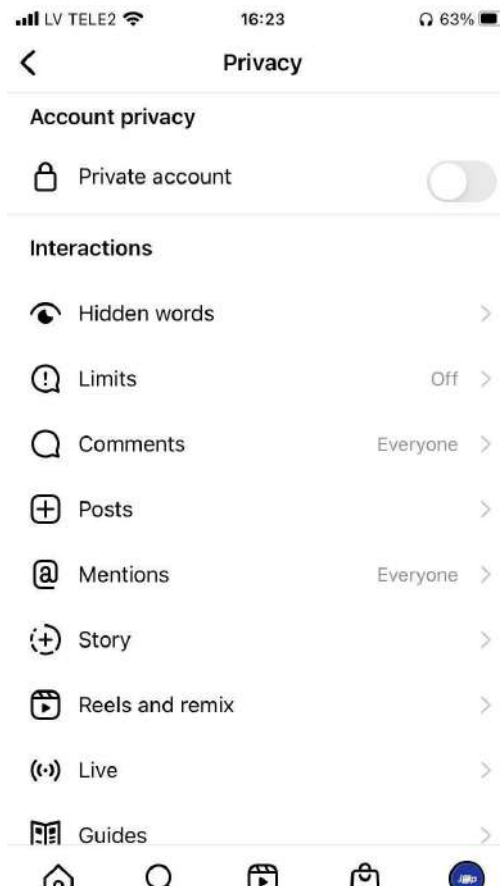 LV TELE2 16:23 63%
Privacy
Account privacy
Private account
Interactions
Hidden words
Limits Off
Comments Everyone
Posts
Mentions Everyone
Story
Reels and remix
Live
Guides